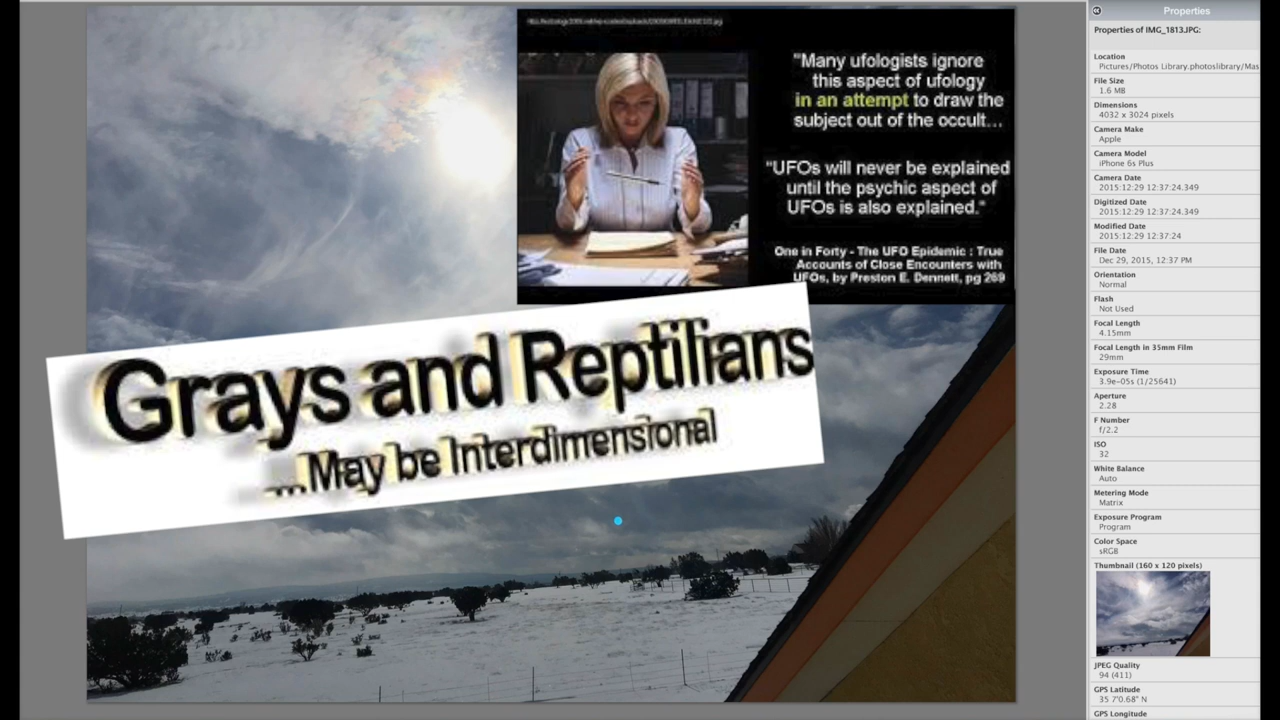 "Many ufologists ignore
this aspect of ufology
in an attempt to draw the
subject out of the occult...
"UFOs will never be explained
until the psychic aspect of
UFOs is also explained."
One in Forty - The UFO Epidemic : True
Accounts of Close Encounters with
UFOs, by Preston E. Dennett, pg 269
Grays and Reptilians
...May be Interdimensional
Properties
Properties of IMG_1813.JPG:
Location
Pictures/Photos Library.photoslibrary/Mas
File Size
1.6 MB
Dimensions
4032 x 3024 pixels
Camera Make
Apple
Camera Model
iPhone 6s Plus
Camera Date
2015:12:29 12:37:24.349
Digitized Date
2015:12:29 12:37:24.349
Modified Date
2015:12:29 12:37:24
File Date
Dec 29, 2015, 12:37 PM
Orientation
Normal
Flash
Not Used
Focal Length
4.15mm
Focal Length in 35mm Film
29mm
Exposure Time
3.9e-05s (1/25641)
Aperture
2.28
F Number
f/2.2
ISO
32
White Balance
Auto
Metering Mode
Matrix
Exposure Program
Program
Color Space
sRGB
Thumbnail (160 x 120 pixels)
JPEG Quality
94 (411)
GPS Latitude
35 7'0.68" N
GPS Longitude